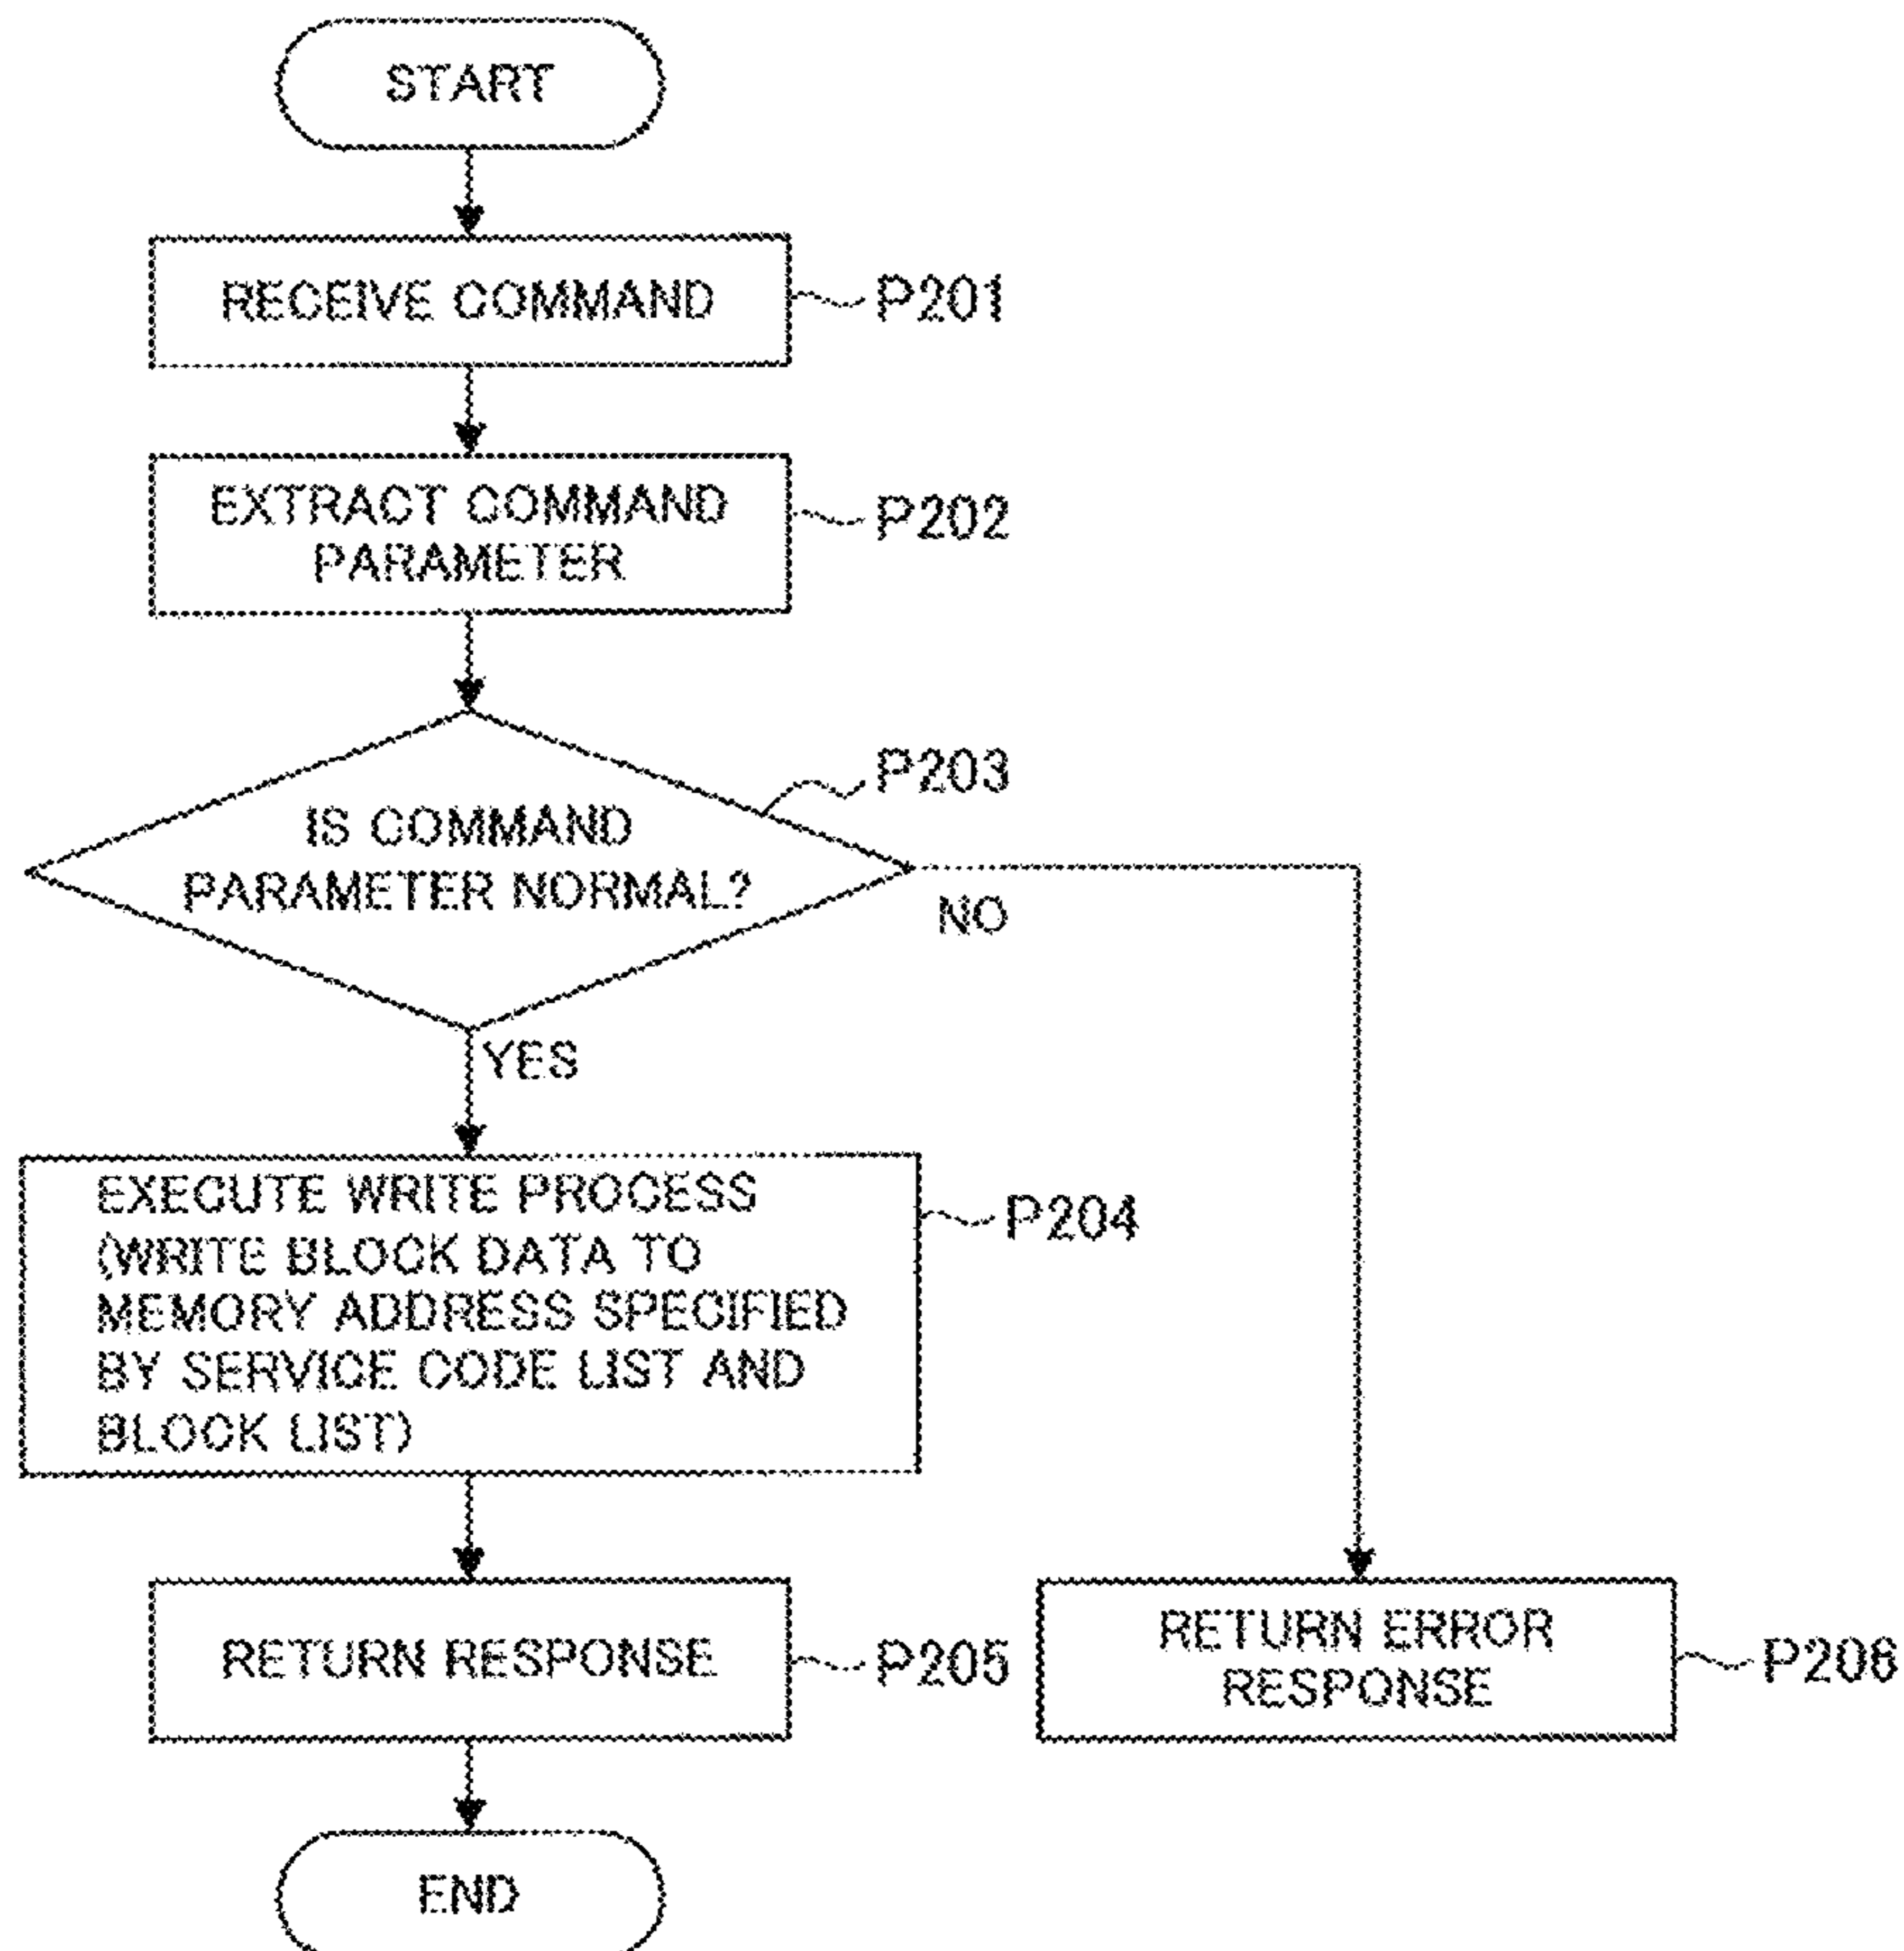 START
RECEIVE COMMAND
P201
EXTRACT COMMAND
PARAMETER
P202
IS COMMAND
PARAMETER NORMAL?
P203
NO
YES
EXECUTE WRITE PROCESS
(WRITE BLOCK DATA TO
MEMORY ADDRESS SPECIFIED
BY SERVICE CODE LIST AND
BLOCK LIST)
P204
RETURN RESPONSE
P205
RETURN ERROR
RESPONSE
P206
END